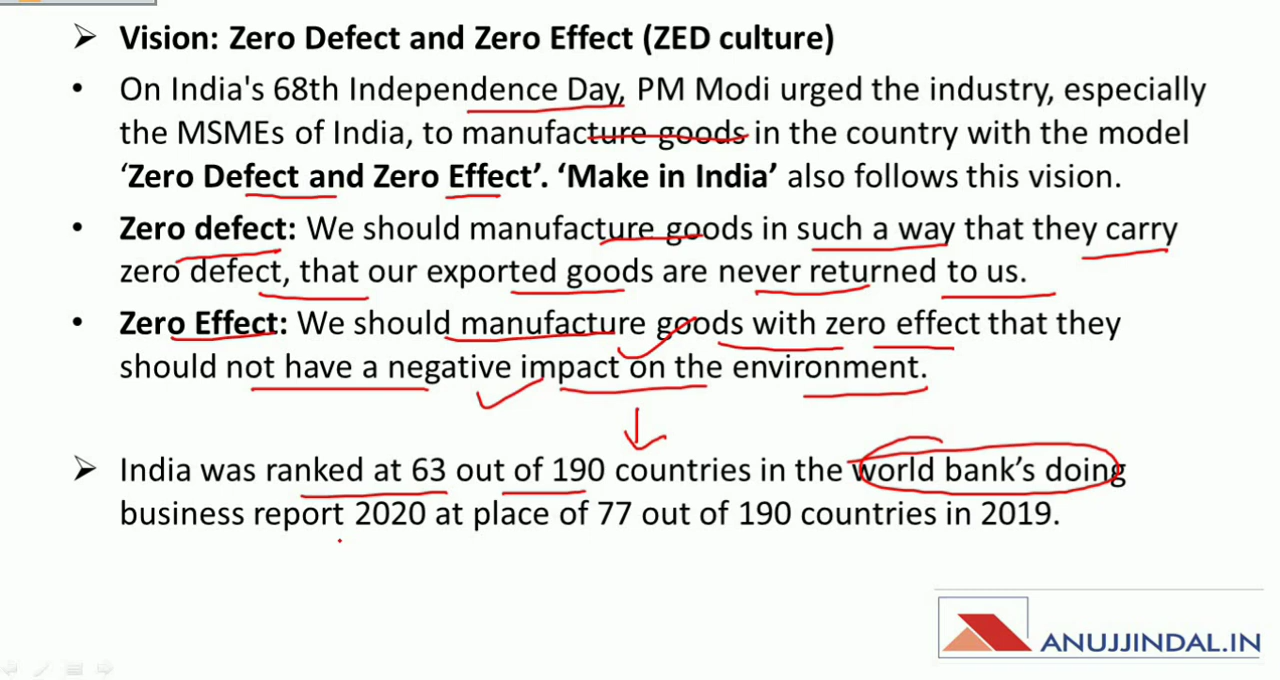 ➢ Vision: Zero Defect and Zero Effect (ZED culture)
• On India's 68th Independence Day, PM Modi urged the industry, especially
the MSMEs of India, to manufacture goods in the country with the model
‘Zero Defect and Zero Effect’. ‘Make in India’ also follows this vision.
• Zero defect: We should manufacture goods in such a way that they carry
zero defect, that our exported goods are never returned to us.
• Zero Effect: We should manufacture goods with zero effect that they
should not have a negative impact on the environment.
➢ India was ranked at 63 out of 190 countries in the world bank’s doing
business report 2020 at place of 77 out of 190 countries in 2019.
ANUJJINDAL.IN